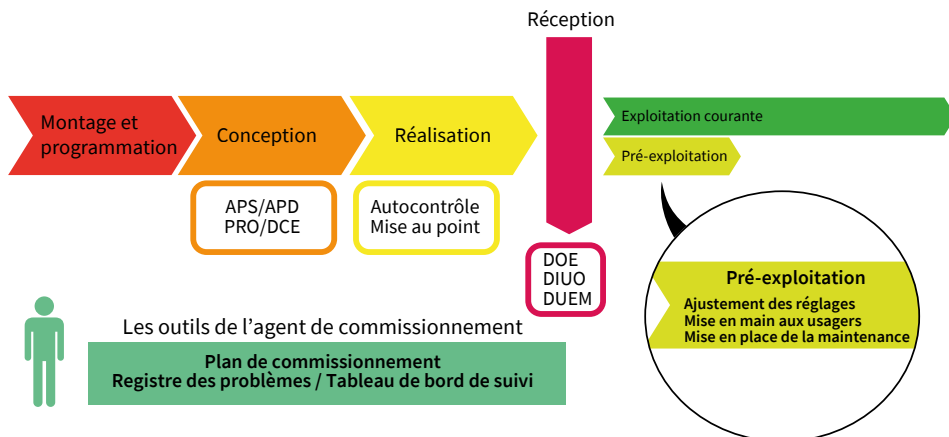 Réception
Montage et
programmation
Conception
Réalisation
Exploitation courante
Pré-exploitation
APS/APD
PRO/DCE
Autocontrôle
Mise au point
DOE
DIUO
DUEM
Pré-exploitation
Ajustement des réglages
Mise en main aux usagers
Mise en place de la maintenance
Les outils de l’agent de commissionnement
Plan de commissionnement
Registre des problèmes / Tableau de bord de suivi